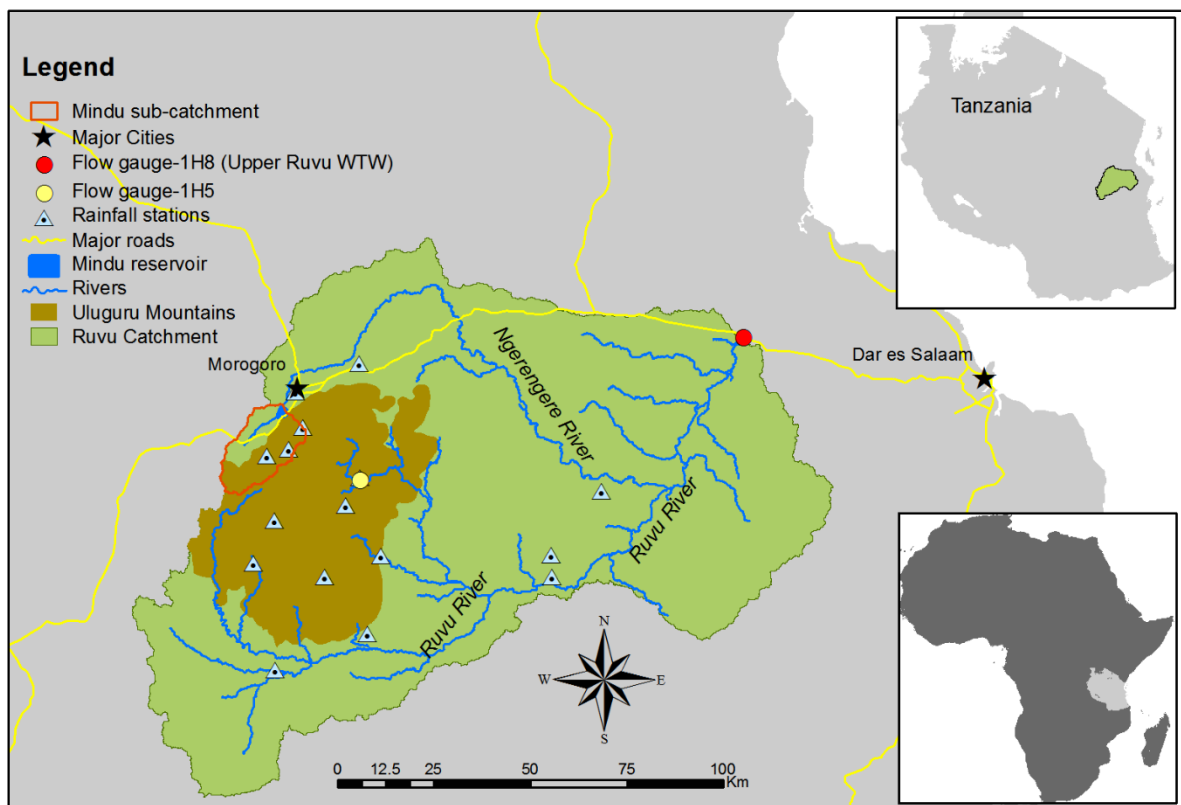 Legend
Mindu sub-catchment
Major Cities
Flow gauge-1H8 (Upper Ruvu WTW)
Flow gauge-1H5
Rainfall stations
Major roads
Mindu reservoir
Rivers
Uluguru Mountains
Ruvu Catchment
Tanzania
Morogoro
Dar es Salaam
Ngerengere River
Ruvu River
Ruvu River
N
W
E
S
0 12.5 25 50 75 100
Km